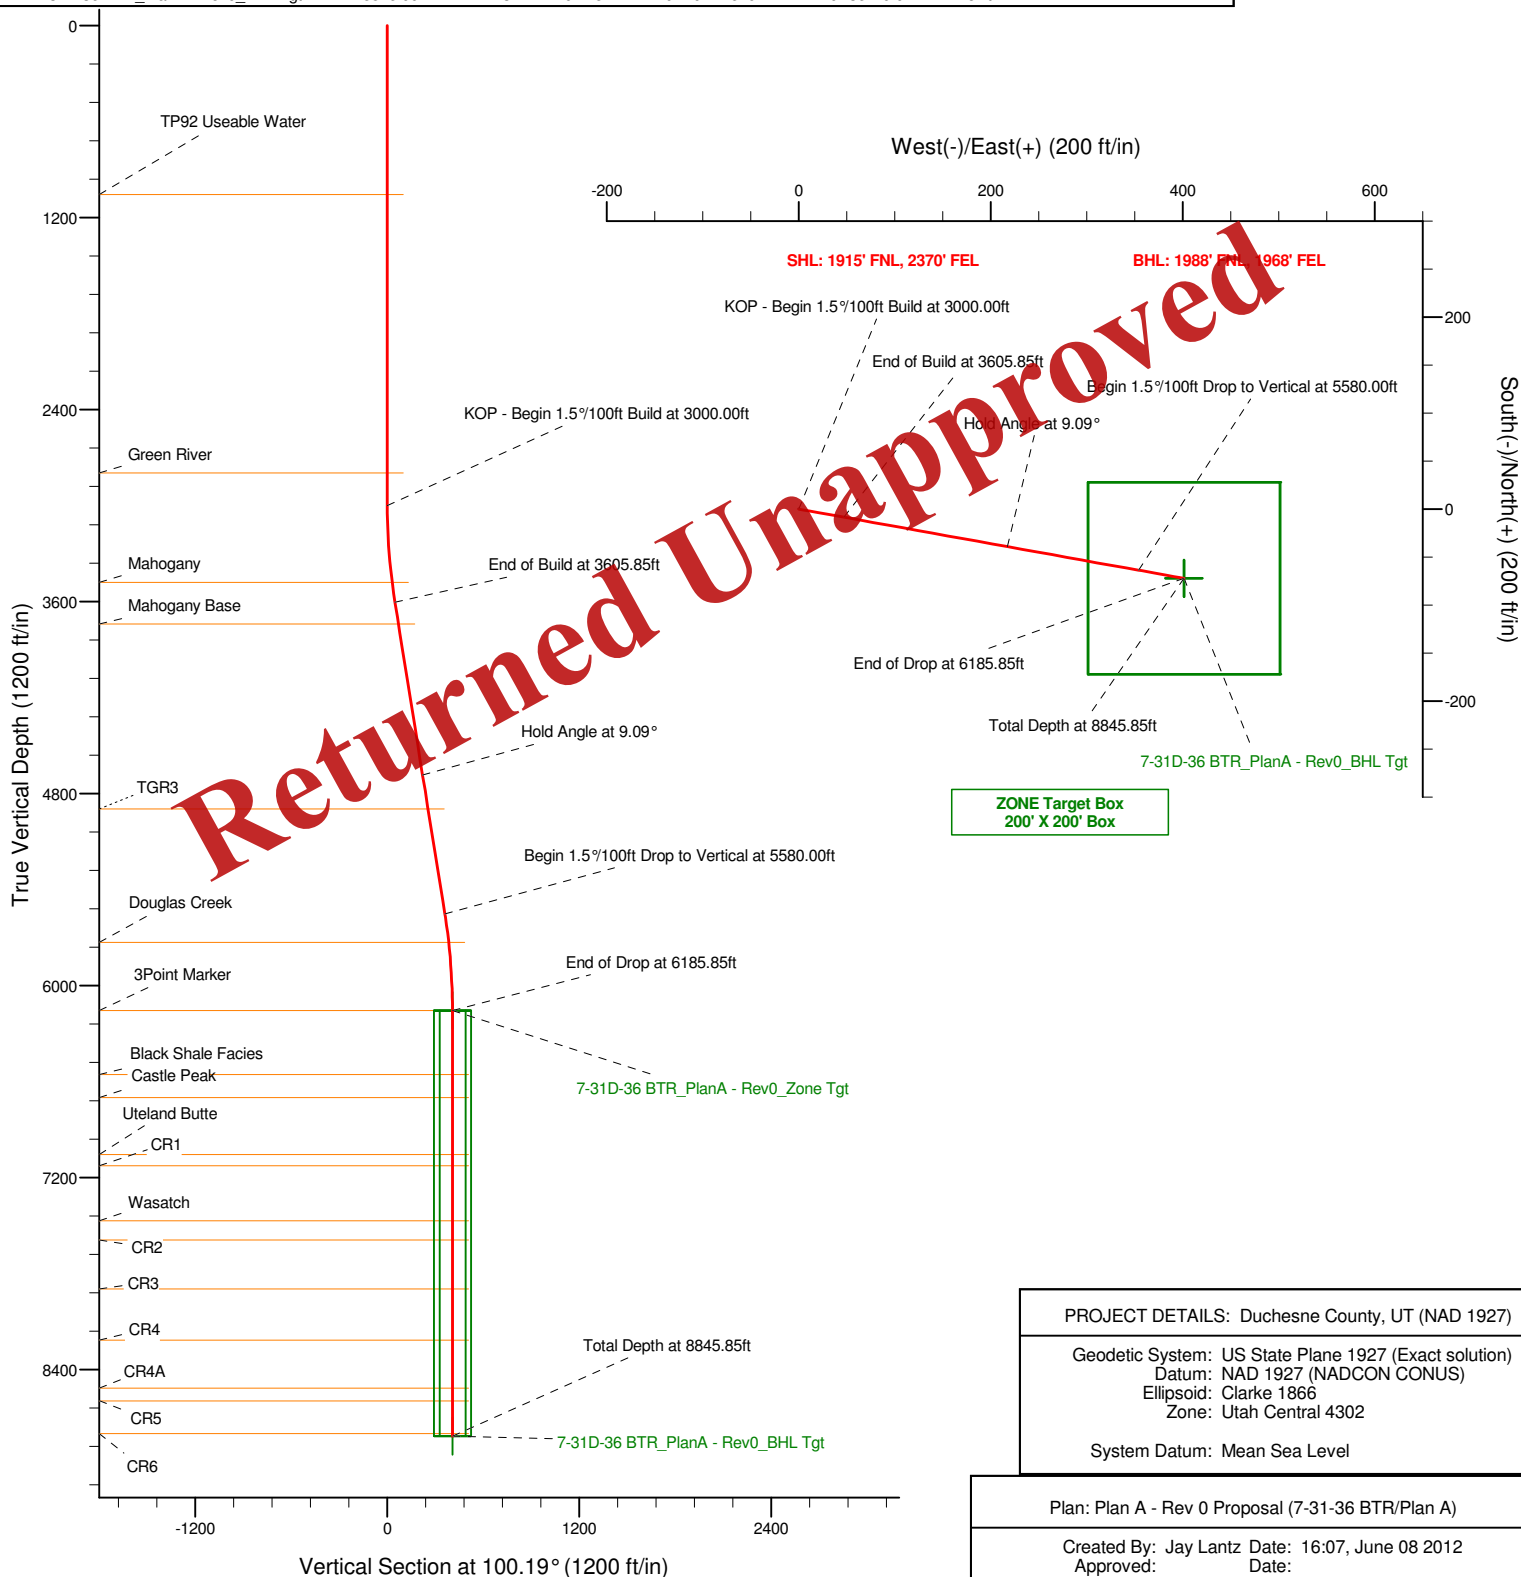 0
TP92 Useable Water
1200
2400
Green River
KOP - Begin 1.5°/100ft Build at 3000.00ft
Mahogany
End of Build at 3605.85ft
3600
Mahogany Base
Hold Angle at 9.09°
TGR3
4800
Begin 1.5°/100ft Drop to Vertical at 5580.00ft
Douglas Creek
End of Drop at 6185.85ft
3Point Marker
6000
Black Shale Facies
Castle Peak
7-31D-36 BTR_PlanA - Rev0_Zone Tgt
Uteland Butte
CR1
7200
Wasatch
CR2
CR3
CR4
Total Depth at 8845.85ft
8400
CR4A
CR5
7-31D-36 BTR_PlanA - Rev0_BHL Tgt
CR6
-1200
0
1200
2400
True Vertical Depth (1200 ft/in)
Vertical Section at 100.19° (1200 ft/in)
West(-)/East(+) (200 ft/in)
-200
0
200
400
600
SHL: 1915' FNL, 2370' FEL
BHL: 1988' FNL, 1968' FEL
KOP - Begin 1.5°/100ft Build at 3000.00ft
End of Build at 3605.85ft
Begin 1.5°/100ft Drop to Vertical at 5580.00ft
Hold Angle at 9.09°
200
0
-200
South(-)/North(+) (200 ft/in)
End of Drop at 6185.85ft
Total Depth at 8845.85ft
7-31D-36 BTR_PlanA - Rev0_BHL Tgt
ZONE Target Box
200' X 200' Box
Returned Unapproved
PROJECT DETAILS: Duchesne County, UT (NAD 1927)
Geodetic System: US State Plane 1927 (Exact solution)
Datum: NAD 1927 (NADCON CONUS)
Ellipsoid: Clarke 1866
Zone: Utah Central 4302
System Datum: Mean Sea Level
Plan: Plan A - Rev 0 Proposal (7-31-36 BTR/Plan A)
Created By: Jay Lantz Date: 16:07, June 08 2012
Approved: Date: